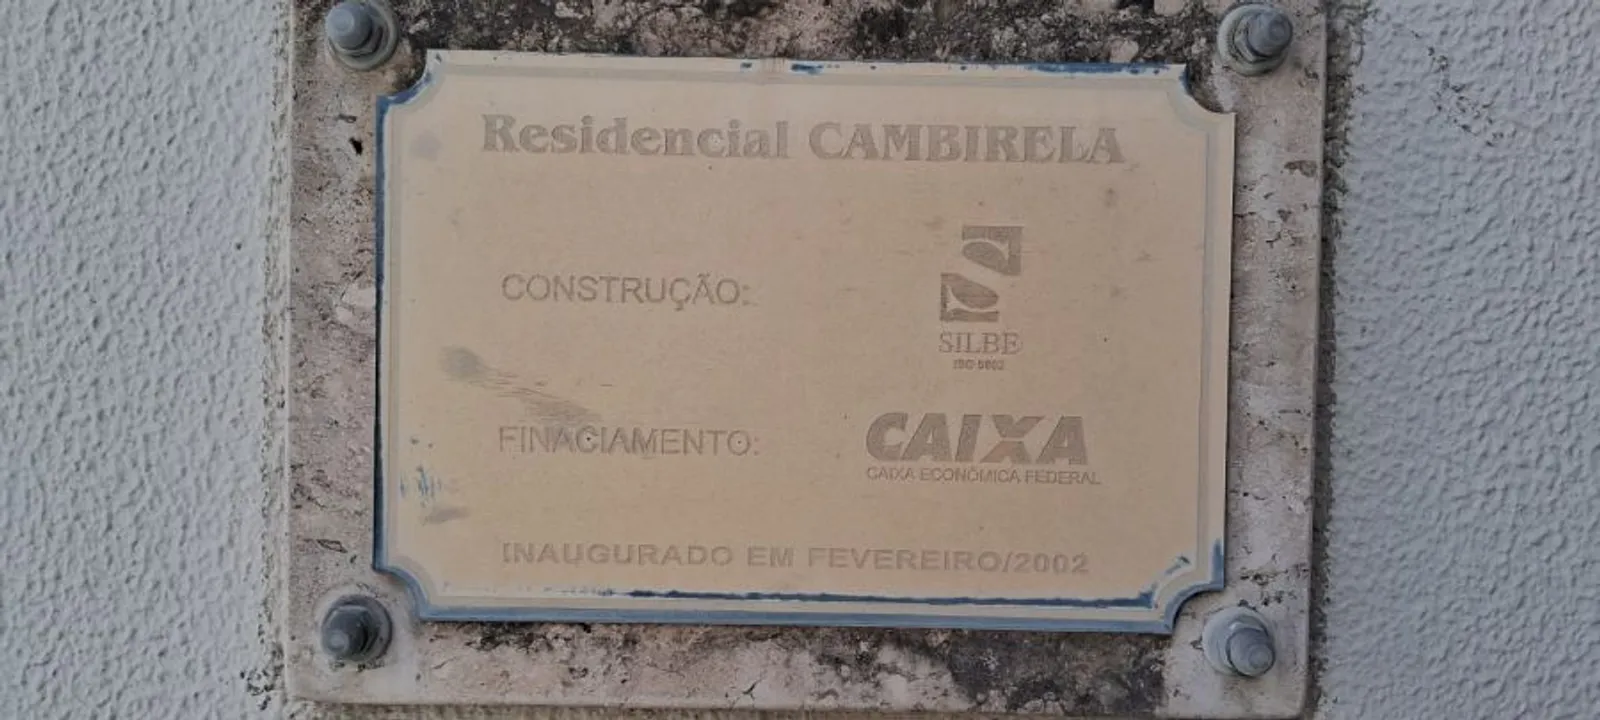 Residencial CAMBIRELA
CONSTRUÇÃO:
SILBE
FINACIAMENTO:
CAIXA
CAIXA ECONÔMICA FEDERAL
INAUGURADO EM FEVEREIRO/2002